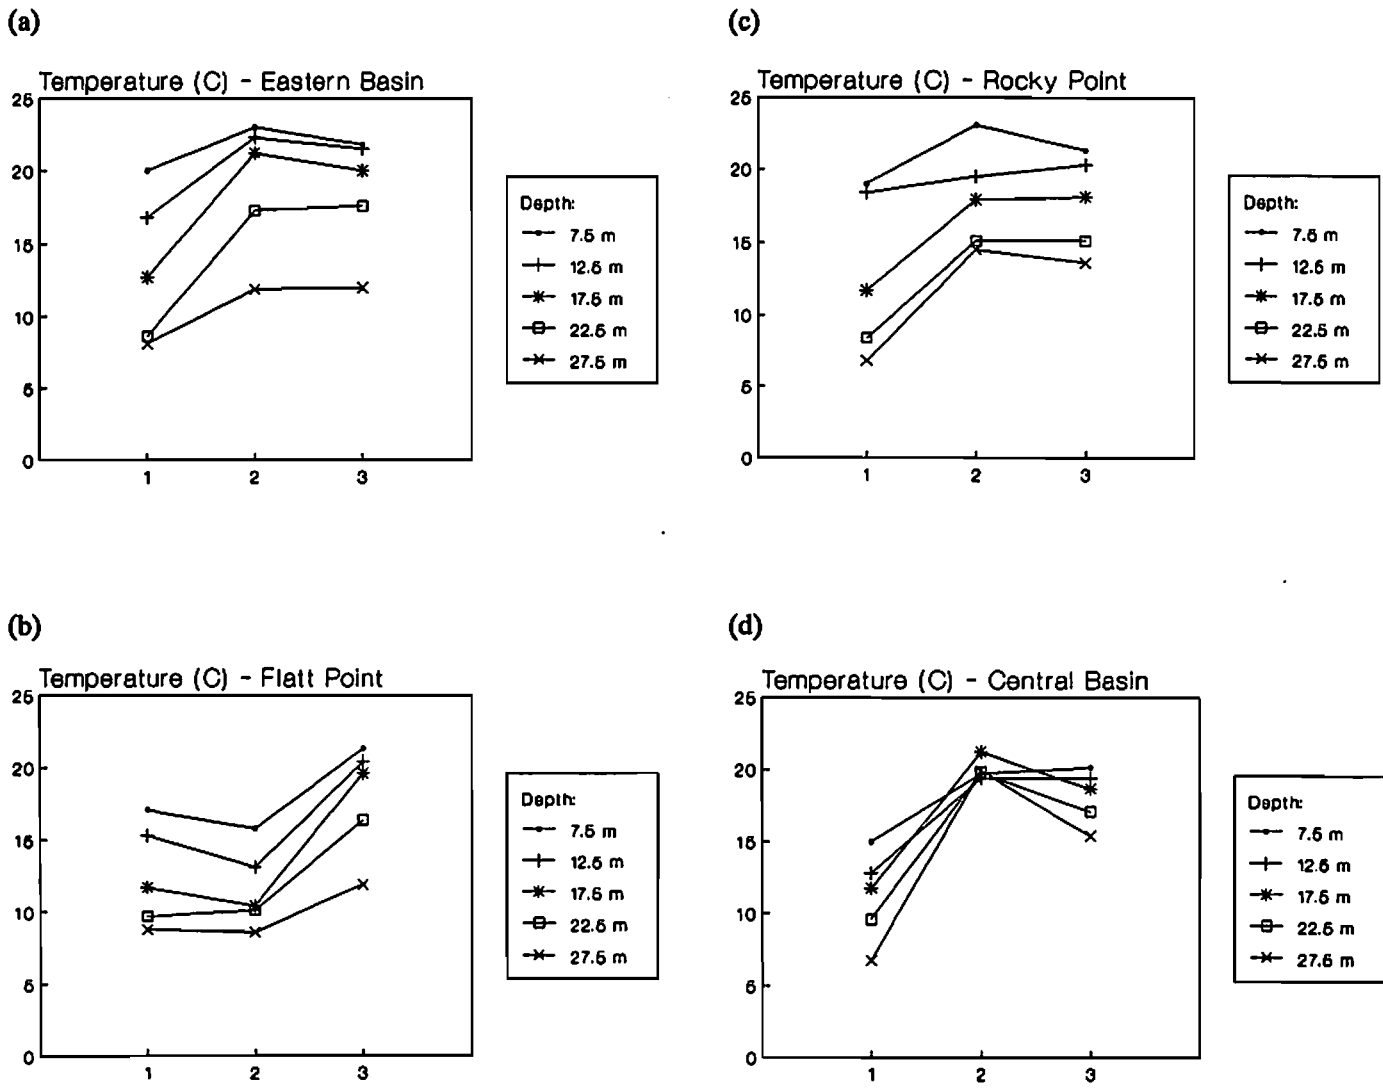 (a)
Temperature (C) - Eastern Basin
25
20
15
10
5
0
1 2 3
Depth:
7.5 m
12.5 m
17.5 m
22.5 m
27.5 m
(c)
Temperature (C) - Rocky Point
25
20
15
10
5
0
1 2 3
Depth:
7.5 m
12.5 m
17.5 m
22.5 m
27.5 m
(b)
Temperature (C) - Flatt Point
25
20
15
10
5
0
1 2 3
Depth:
7.5 m
12.5 m
17.5 m
22.5 m
27.5 m
(d)
Temperature (C) - Central Basin
25
20
15
10
5
0
1 2 3
Depth:
7.5 m
12.5 m
17.5 m
22.5 m
27.5 m